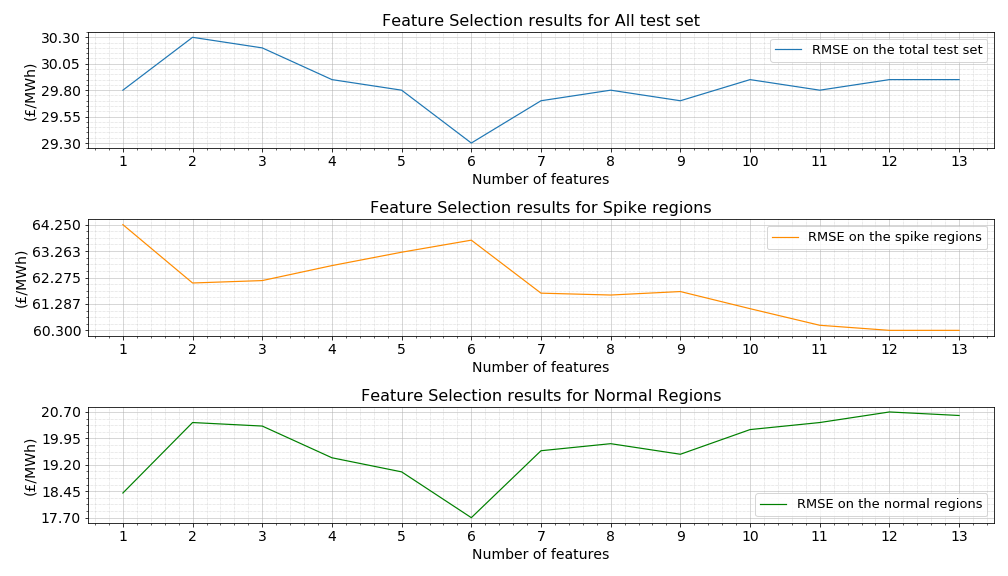 Feature Selection results for All test set
30.30
30.05
29.80
29.55
29.30
(£/MWh)
RMSE on the total test set
1 2 3 4 5 6 7 8 9 10 11 12 13
Number of features
Feature Selection results for Spike regions
64.250
63.263
62.275
61.287
60.300
(£/MWh)
RMSE on the spike regions
1 2 3 4 5 6 7 8 9 10 11 12 13
Number of features
Feature Selection results for Normal Regions
20.70
19.95
19.20
18.45
17.70
(£/MWh)
RMSE on the normal regions
1 2 3 4 5 6 7 8 9 10 11 12 13
Number of features